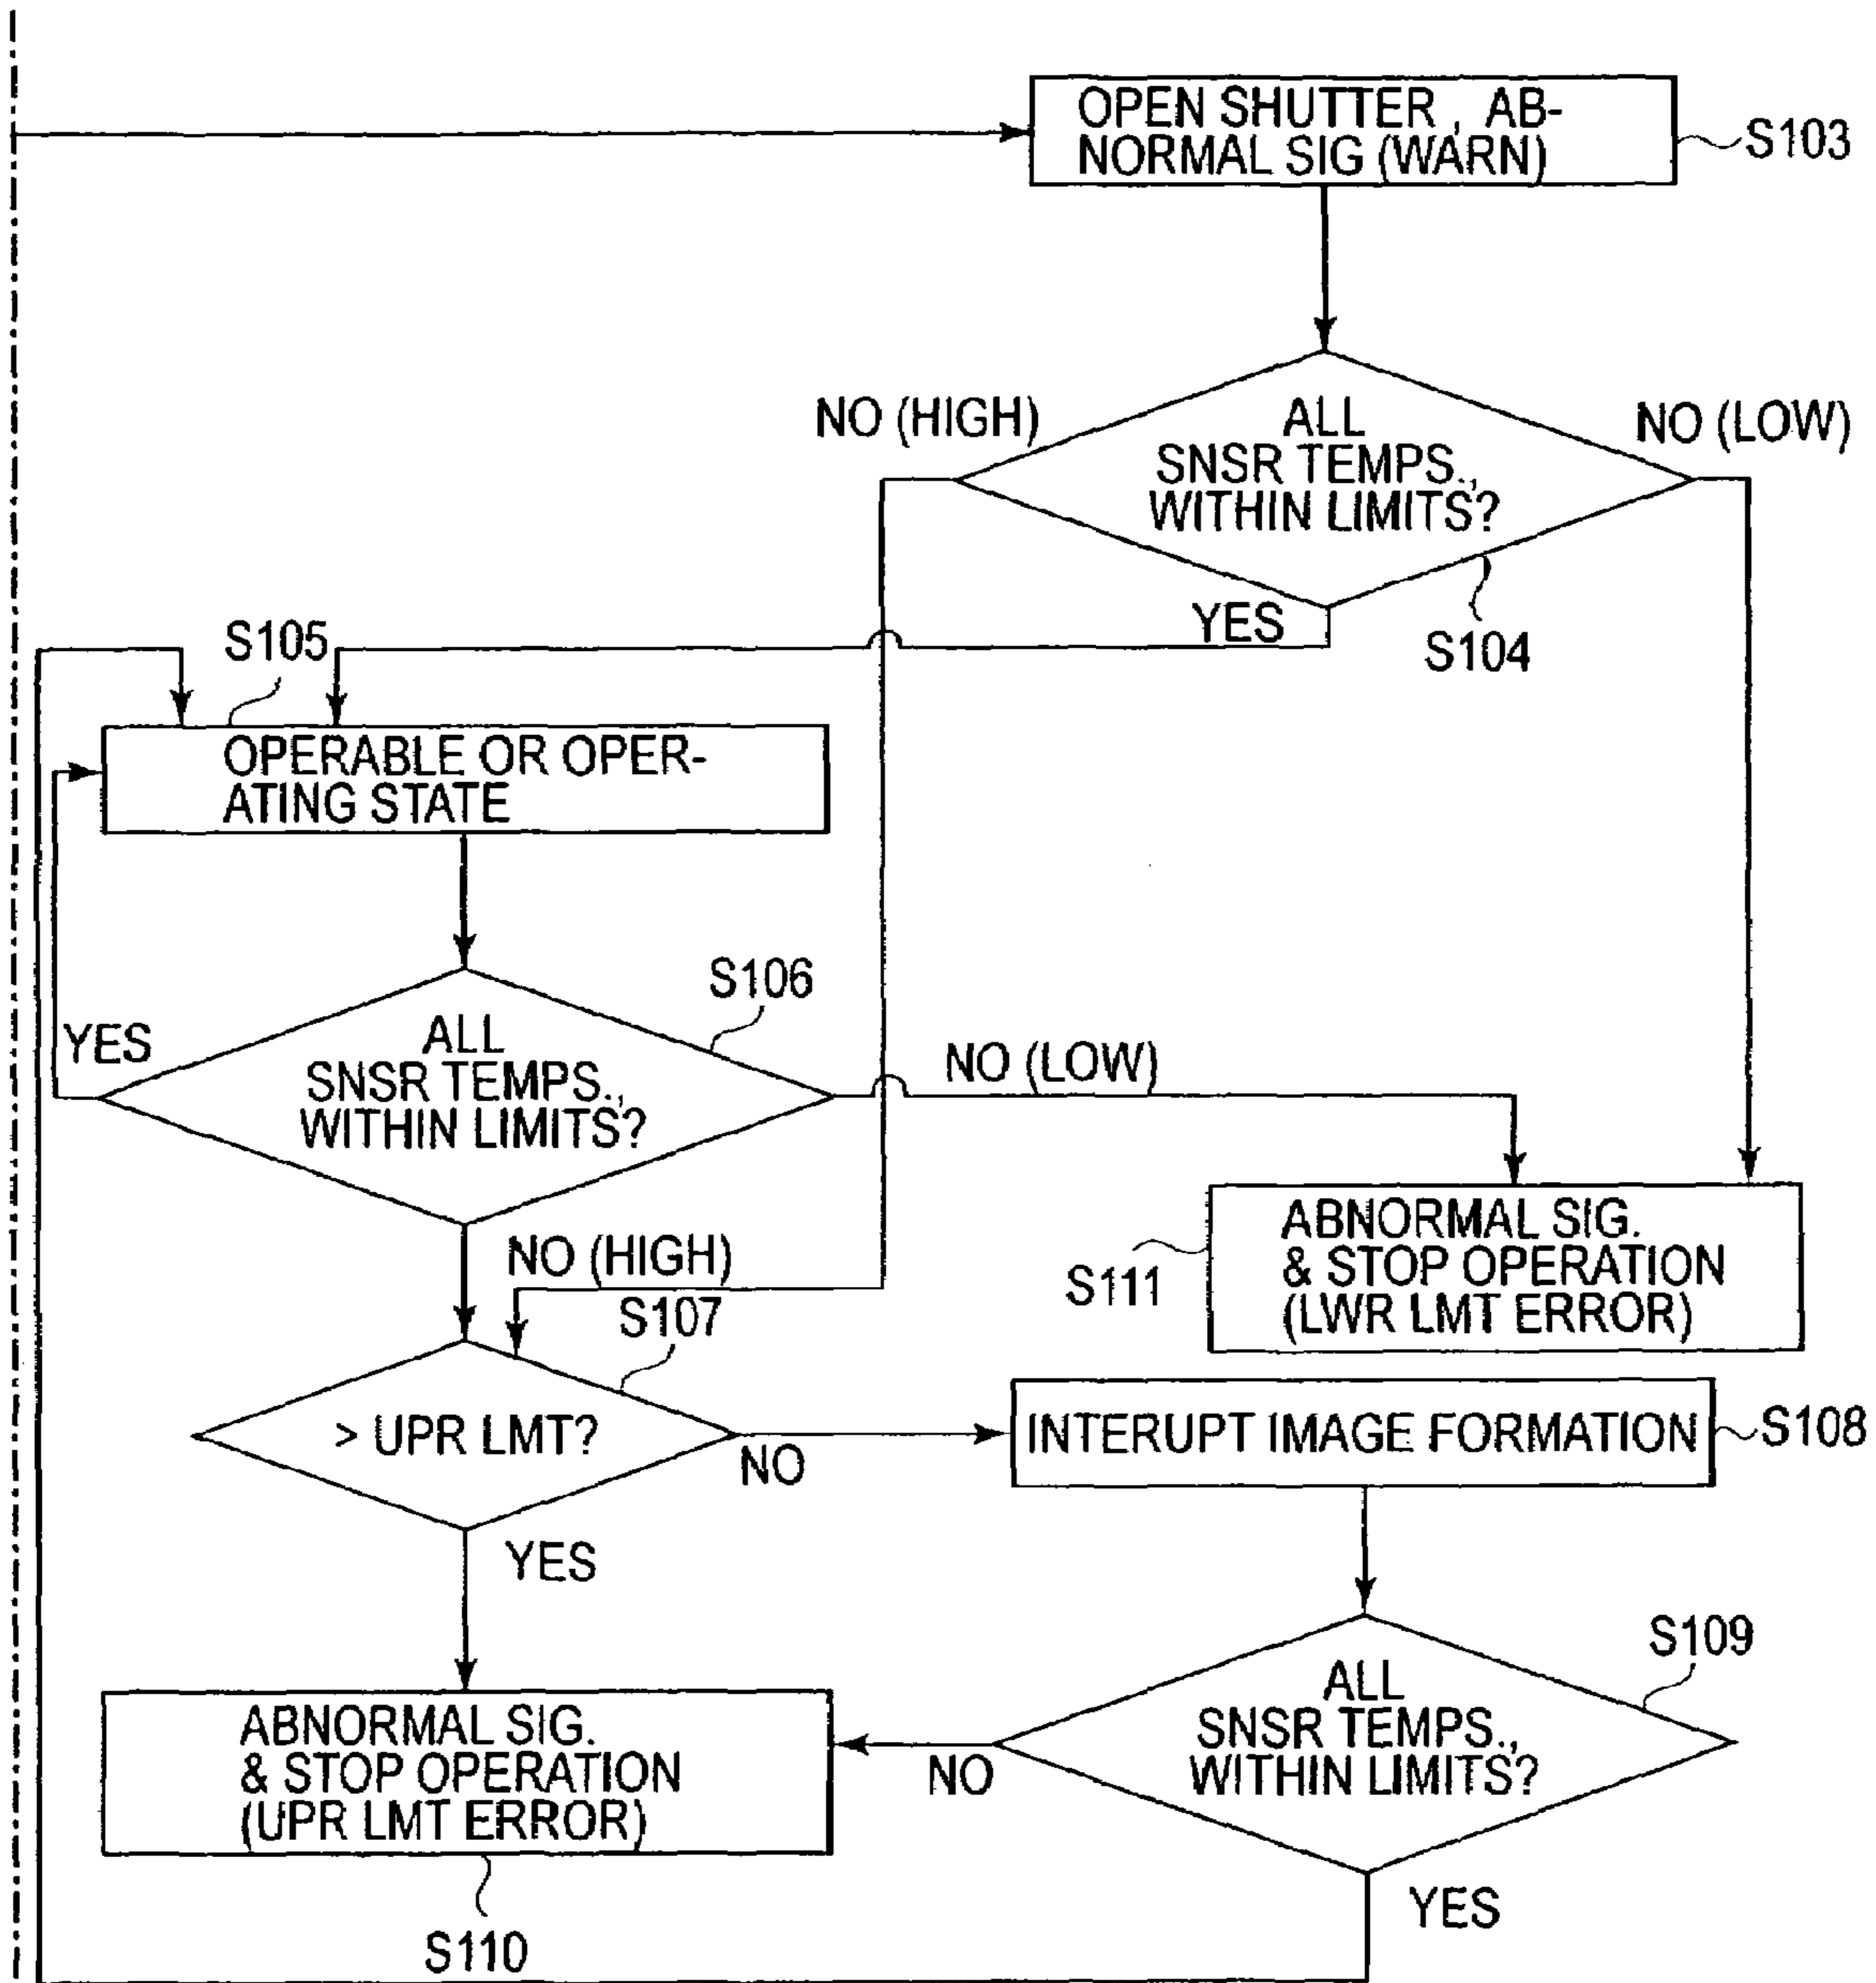 OPEN SHUTTER , AB-
NORMAL SIG (WARN)
S103
NO (HIGH)
ALL
SNSR TEMPS.,
WITHIN LIMITS?
NO (LOW)
YES
S104
S105
OPERABLE OR OPER-
ATING STATE
S106
YES
ALL
SNSR TEMPS.,
WITHIN LIMITS?
NO (LOW)
NO (HIGH)
S107
S111
ABNORMAL SIG.
& STOP OPERATION
(LWR LMT ERROR)
> UPR LMT?
NO
INTERUPT IMAGE FORMATION
S108
YES
S109
ALL
SNSR TEMPS.,
WITHIN LIMITS?
NO
ABNORMAL SIG.
& STOP OPERATION
(UPR LMT ERROR)
YES
S110